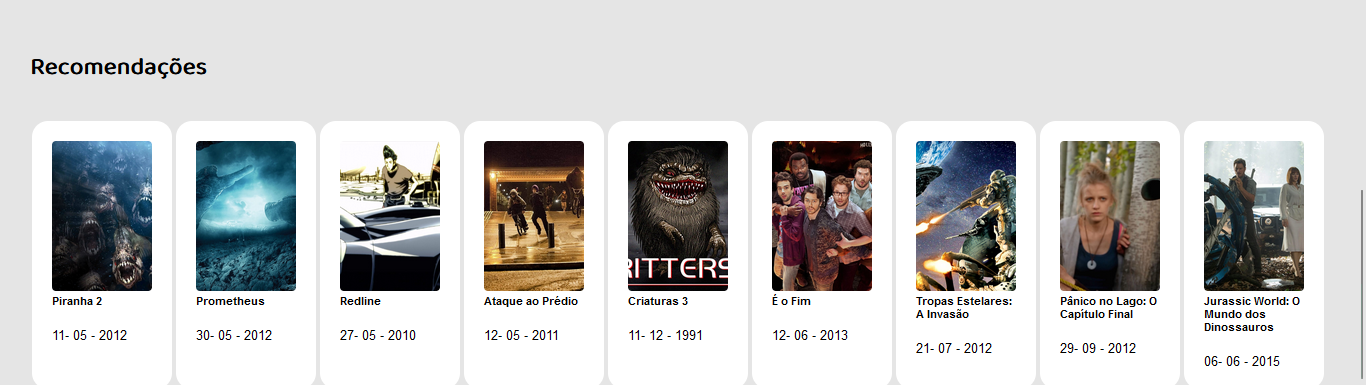 Recomendações
RITTERS
Piranha 2
11- 05 - 2012
Prometheus
30- 05 - 2012
Redline
27- 05 - 2010
Ataque ao Prédio
12- 05 - 2011
Criaturas 3
11- 12 - 1991
É o Fim
12- 06 - 2013
Tropas Estelares:
A Invasão
21- 07 - 2012
Pânico no Lago: O
Capítulo Final
29- 09 - 2012
Jurassic World: O
Mundo dos
Dinossauros
06- 06 - 2015